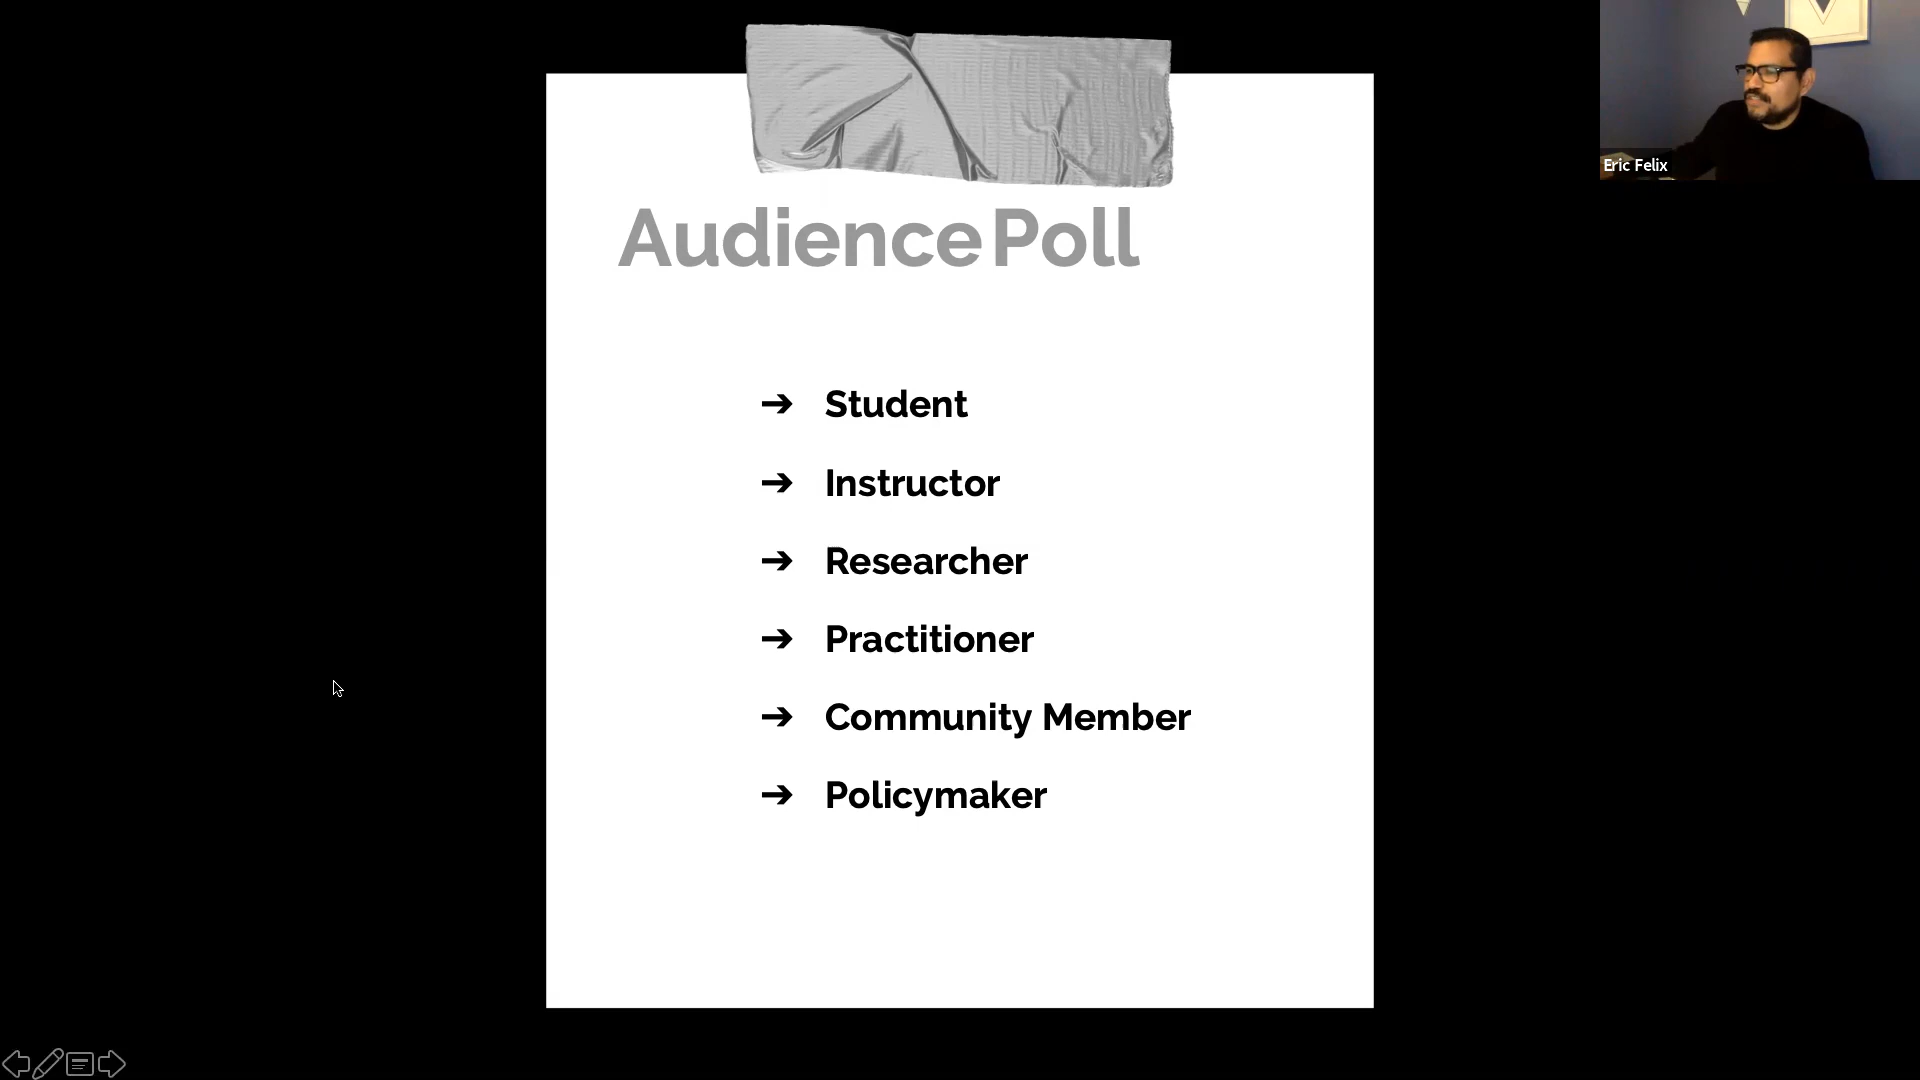 Eric Felix
Audience Poll
➔ Student
➔ Instructor
➔ Researcher
➔ Practitioner
➔ Community Member
➔ Policymaker